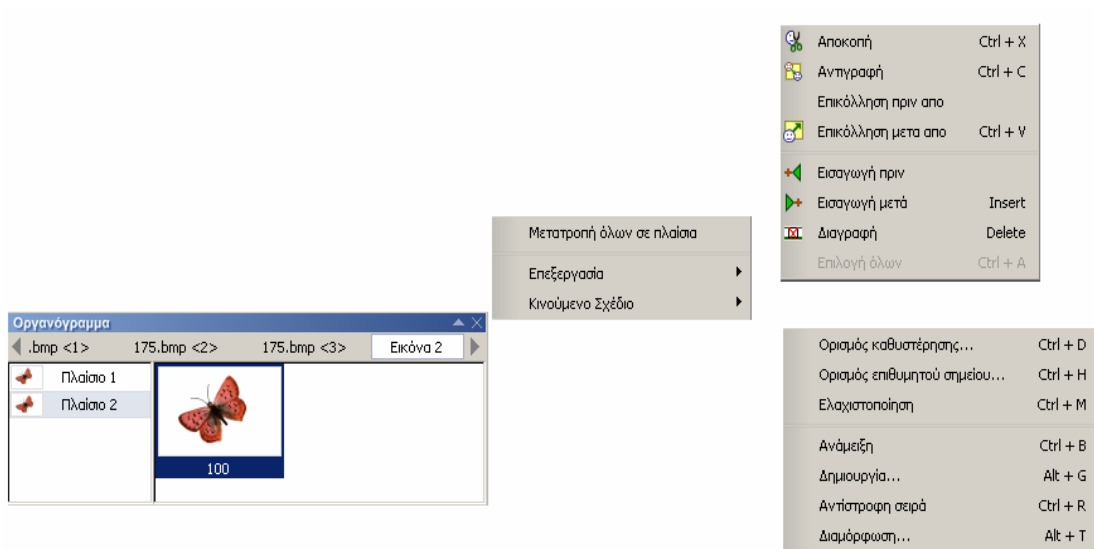 Αποκοπή Ctrl + X
Αντιγραφή Ctrl + C
Επικόλληση πριν απο
Επικόλληση μετα απο Ctrl + V
Εισαγωγή πριν
Εισαγωγή μετά Insert
Διαγραφή Delete
Επιλογή όλων Ctrl + A
Μετατροπή όλων σε πλαίσια
Επεξεργασία
Κινούμενο Σχέδιο
Οργανόγραμμα
.bmp <1> 175.bmp <2> 175.bmp <3> Εικόνα 2
Πλαίσιο 1
Πλαίσιο 2
100
Ορισμός καθυστέρησης... Ctrl + D
Ορισμός επιθυμητού σημείου... Ctrl + H
Ελαχιστοποίηση Ctrl + M
Ανάμειξη Ctrl + B
Δημιουργία... Alt + G
Αντίστροφη σειρά Ctrl + R
Διαμόρφωση... Alt + T